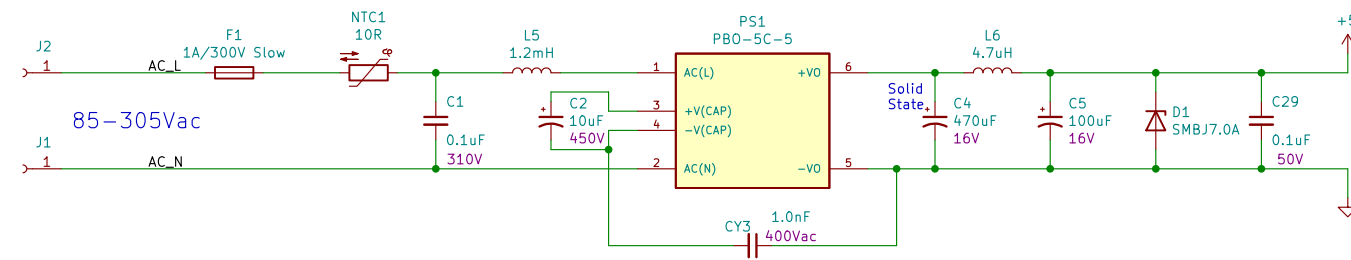 J2
1
AC_L
F1
1A/300V Slow
NTC1
10R
θ
L5
1.2mH
PS1
PBO-5C-5
1
AC(L)
+VO
6
3
+V(CAP)
4
-V(CAP)
2
AC(N)
-VO
5
L6
4.7uH
+5
85-305Vac
C1
0.1uF
310V
+
C2
10uF
450V
Solid
State
+
C4
470uF
16V
+
C5
100uF
16V
D1
SMBJ7.0A
C29
0.1uF
50V
J1
1
AC_N
CY3
1.0nF
400Vac